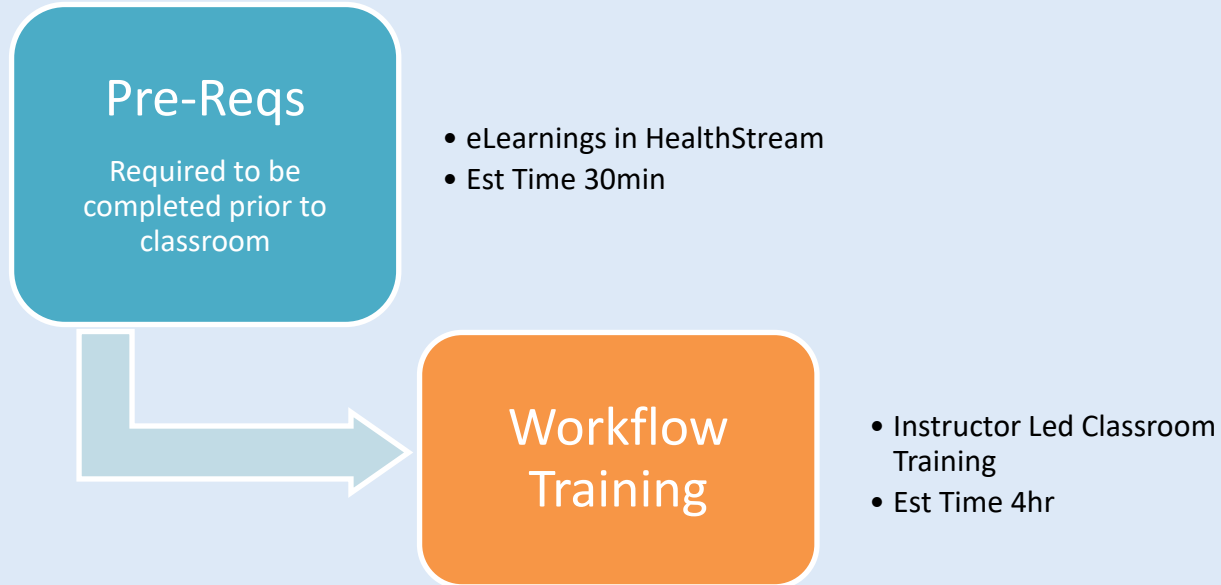 Pre-Reqs
Required to be
completed prior to
classroom
• eLearnings in HealthStream
• Est Time 30min
Workflow
Training
• Instructor Led Classroom
Training
• Est Time 4hr